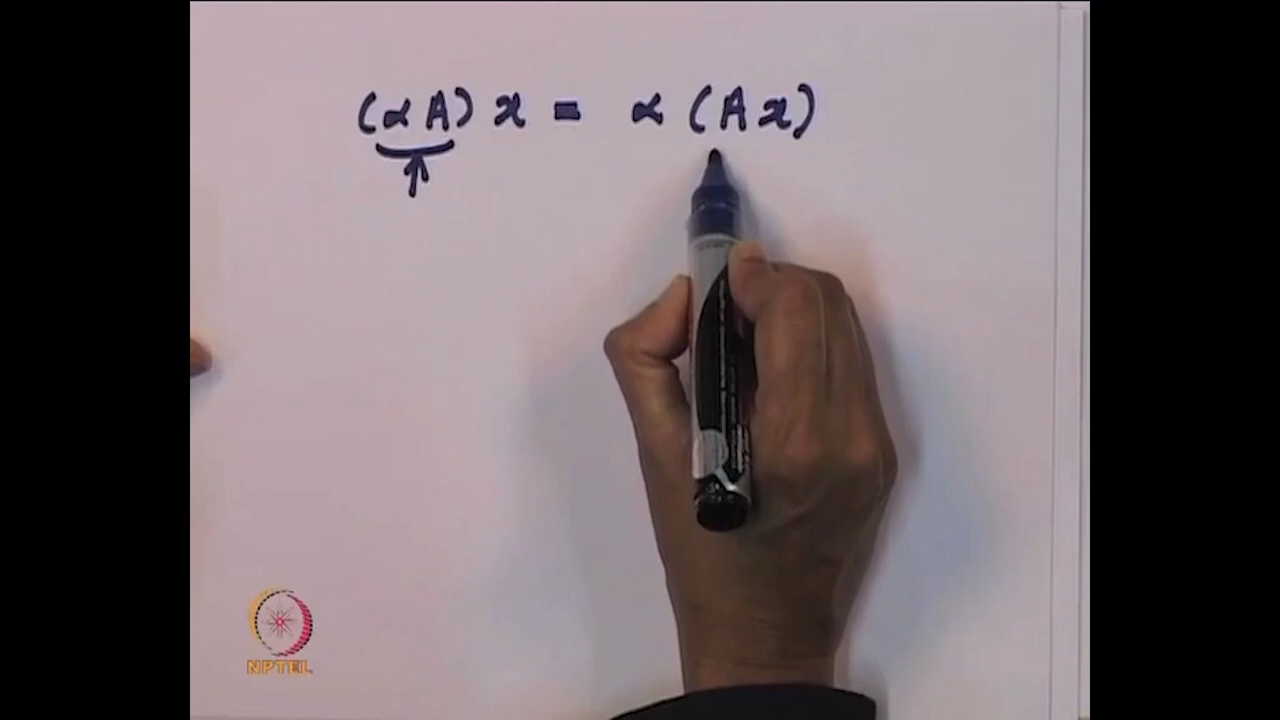 (αA) x = α (Ax)
NPTEL